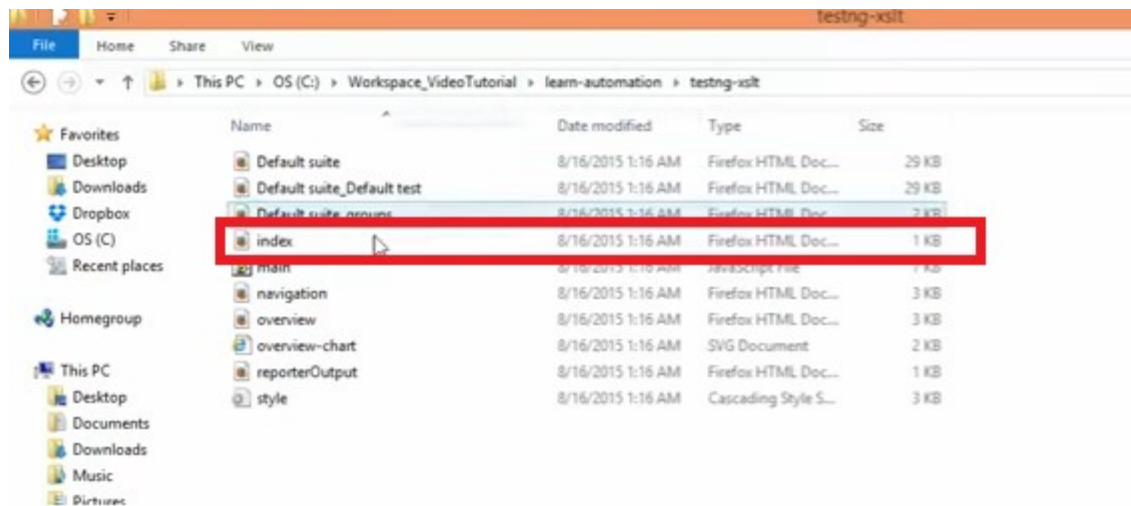 testng-xslt
File Home Share View
This PC OS (C:) Workspace_VideoTutorial learn-automation testng-xslt
Name Date modified Type Size
Favorites
Desktop
Downloads
Dropbox
OS (C)
Recent places
Homegroup
This PC
Desktop
Documents
Downloads
Music
Pictures
Default suite 8/16/2015 1:16 AM Firefox HTML Doc... 29 KB
Default suite_Default test 8/16/2015 1:16 AM Firefox HTML Doc... 29 KB
Default suite_groups 8/16/2015 1:16 AM Firefox HTML Doc... 2 KB
index 8/16/2015 1:16 AM Firefox HTML Doc... 1 KB
main 8/16/2015 1:16 AM JavaScript File 7 KB
navigation 8/16/2015 1:16 AM Firefox HTML Doc... 3 KB
overview 8/16/2015 1:16 AM Firefox HTML Doc... 3 KB
overview-chart 8/16/2015 1:16 AM SVG Document 2 KB
reporterOutput 8/16/2015 1:16 AM Firefox HTML Doc... 1 KB
style 8/16/2015 1:16 AM Cascading Style S... 3 KB